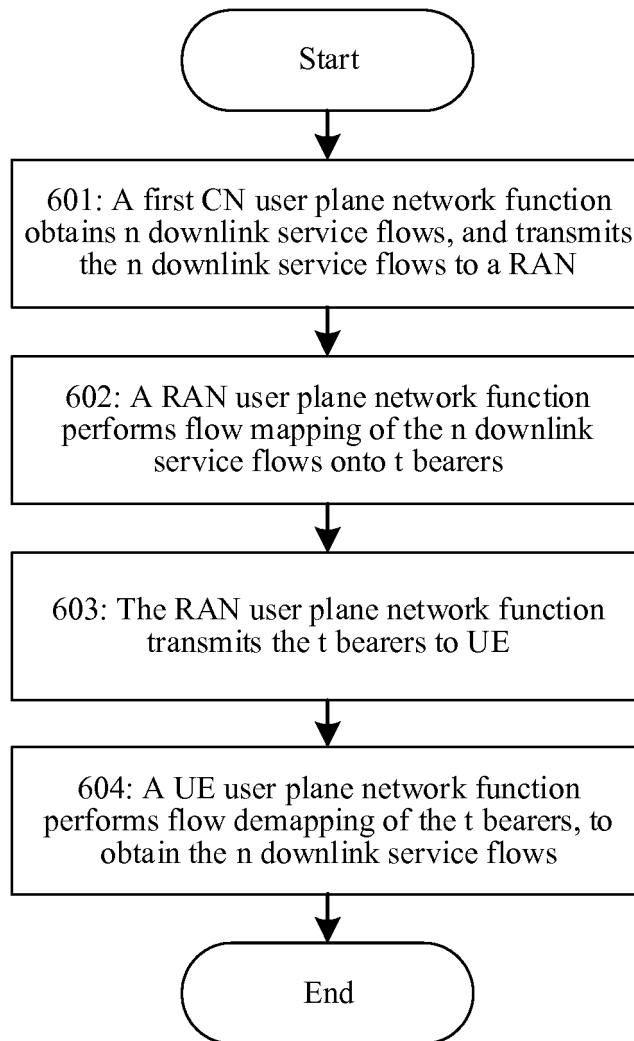 Start
601: A first CN user plane network function
obtains n downlink service flows, and transmits
the n downlink service flows to a RAN
602: A RAN user plane network function
performs flow mapping of the n downlink
service flows onto t bearers
603: The RAN user plane network function
transmits the t bearers to UE
604: A UE user plane network function
performs flow demapping of the t bearers, to
obtain the n downlink service flows
End